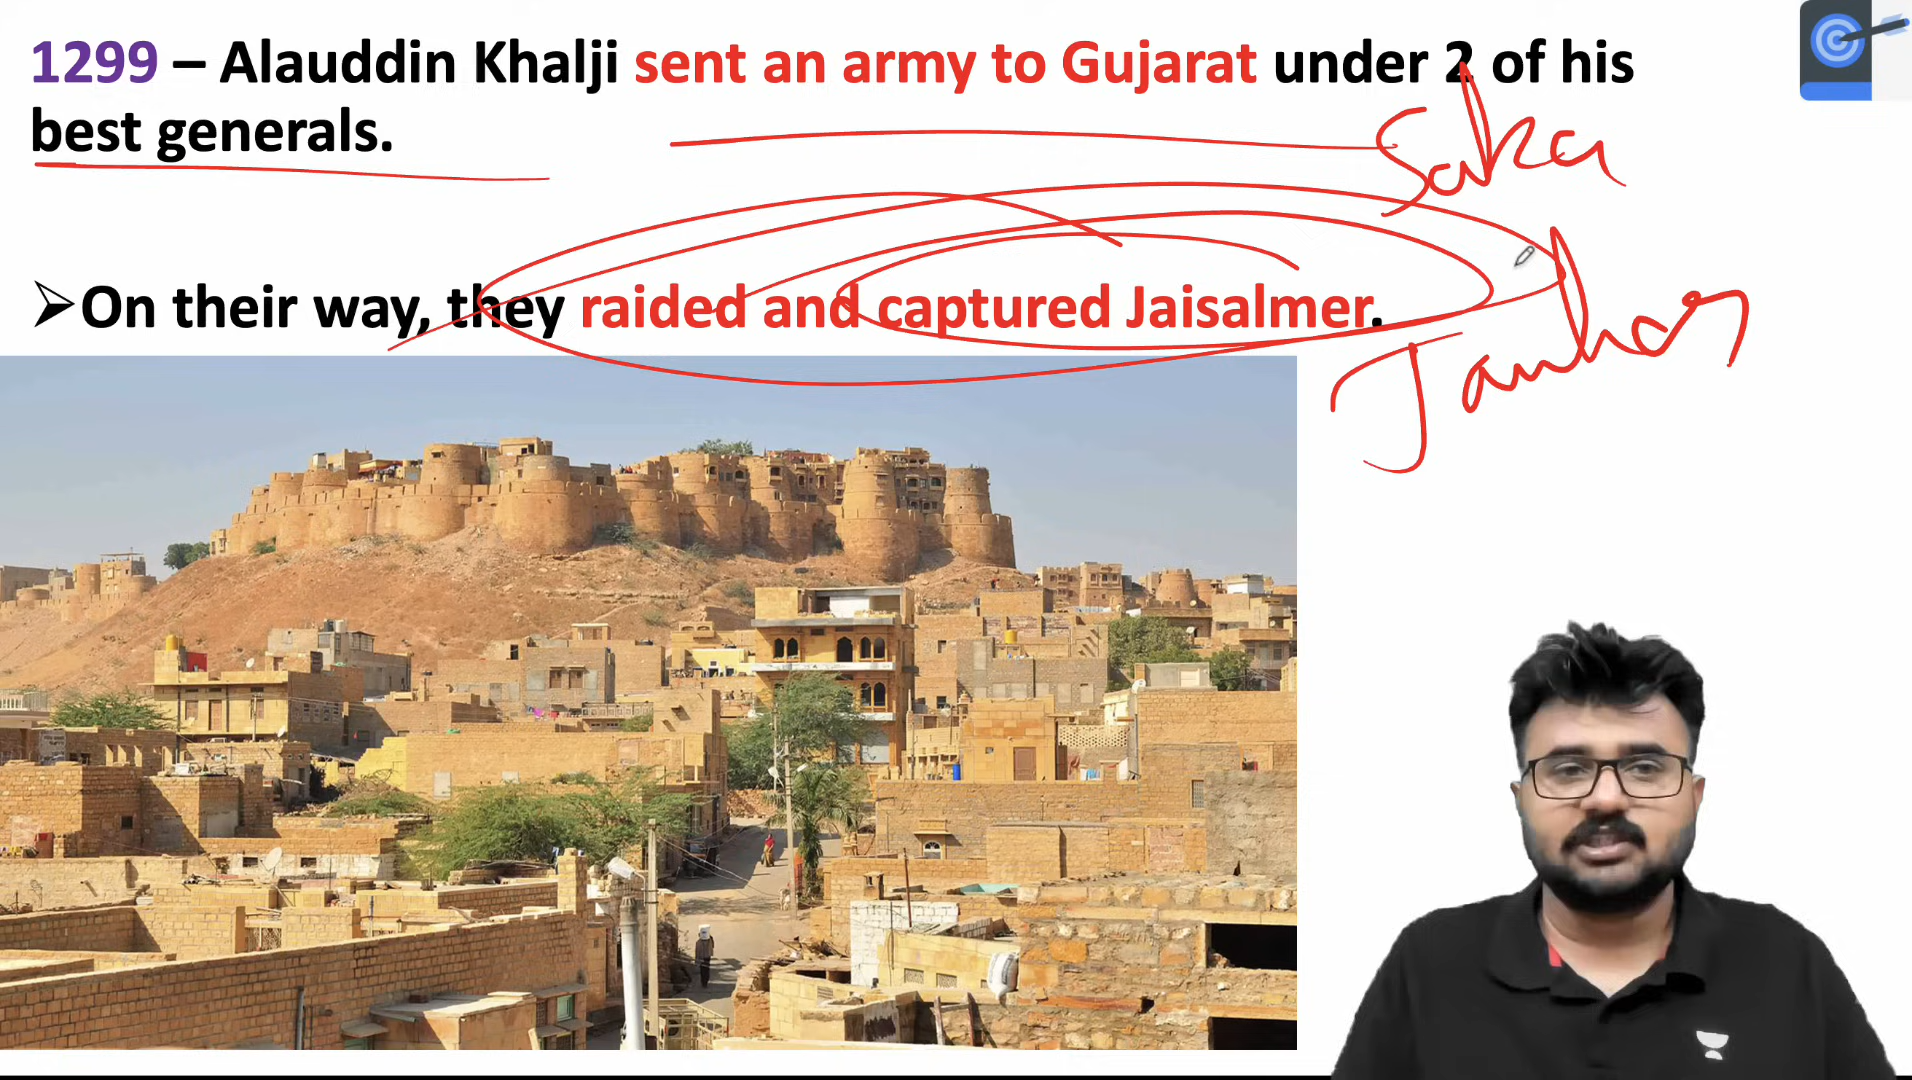 1299 – Alauddin Khalji sent an army to Gujarat under 2 of his
best generals.
Saka
➢On their way, they raided and captured Jaisalmer.
Jauhar